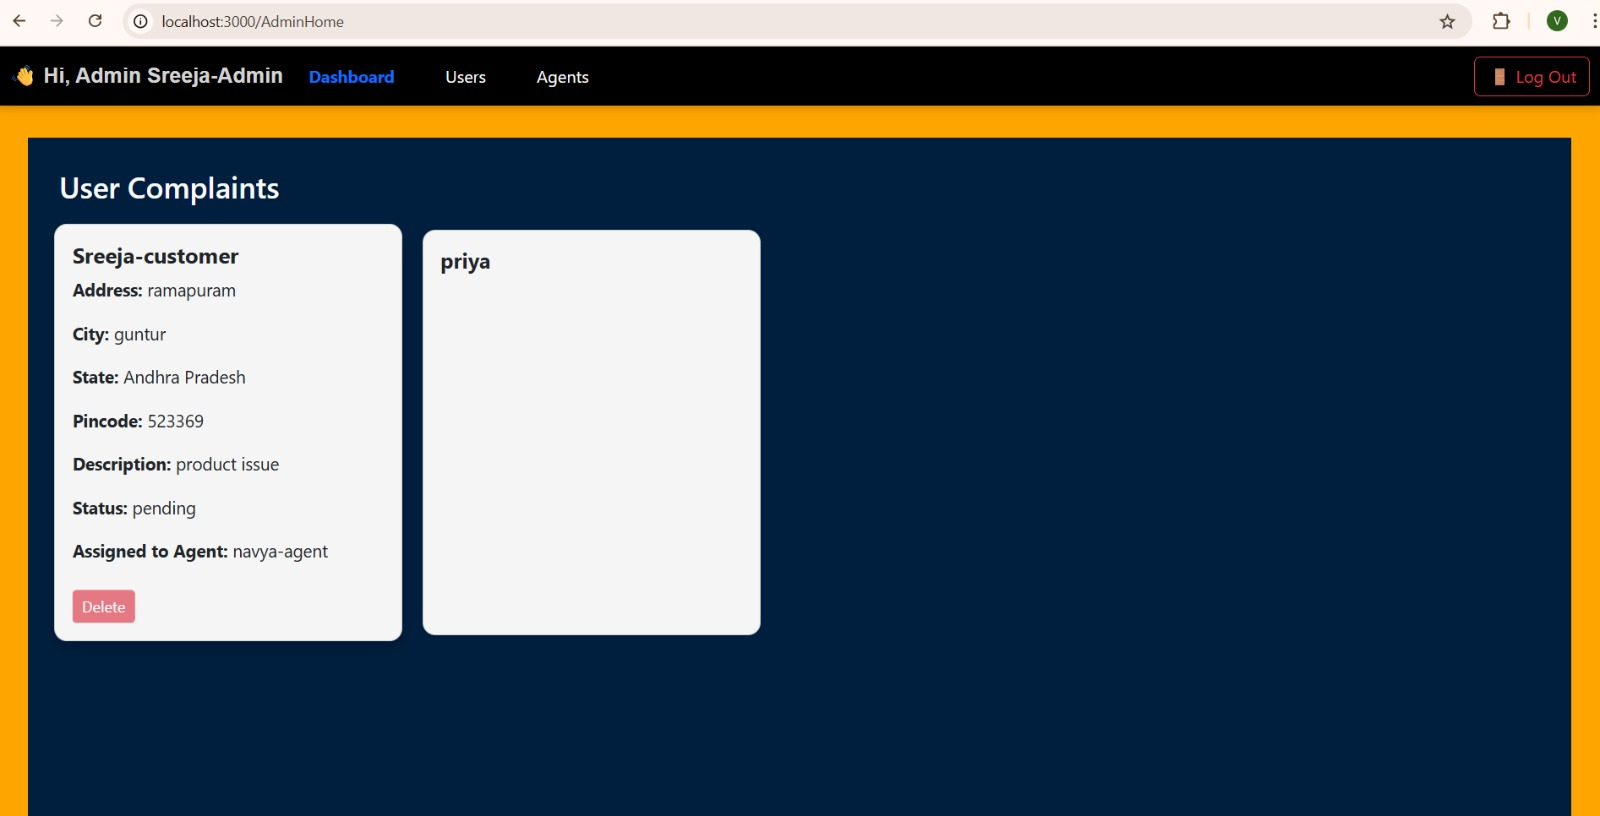 localhost:3000/AdminHome
V
👋 Hi, Admin Sreeja-Admin Dashboard Users Agents 🚪 Log Out
User Complaints
Sreeja-customer
Address: ramapuram
City: guntur
State: Andhra Pradesh
Pincode: 523369
Description: product issue
Status: pending
Assigned to Agent: navya-agent
Delete
priya